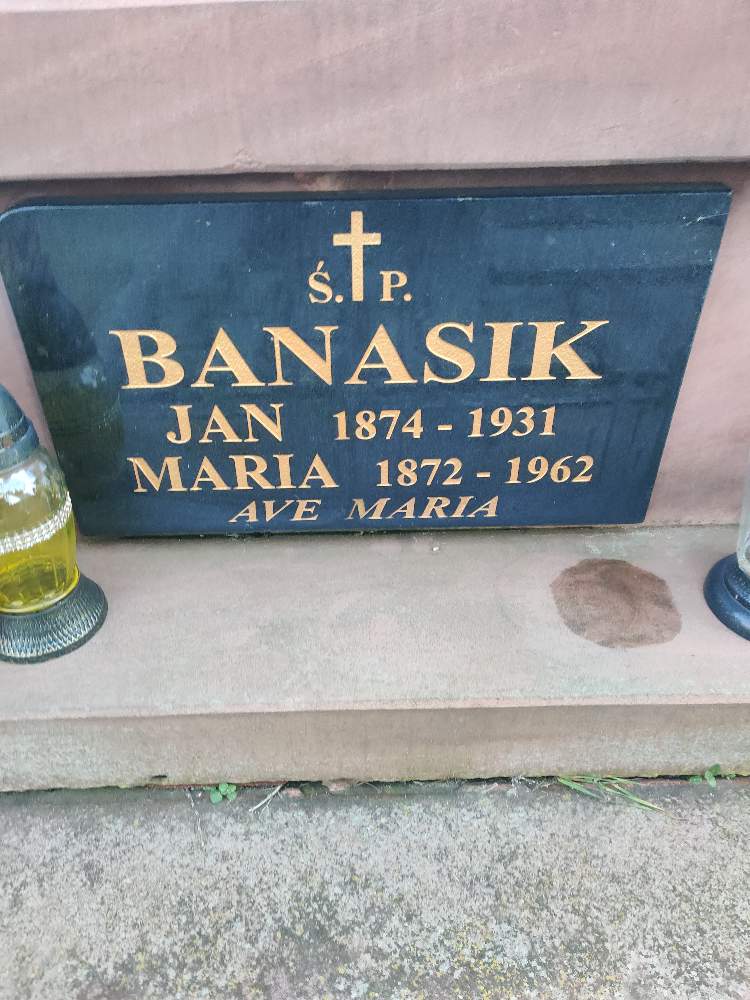 Ś. P.
BANASIK
JAN 1874 - 1931
MARIA 1872 - 1962
AVE MARIA